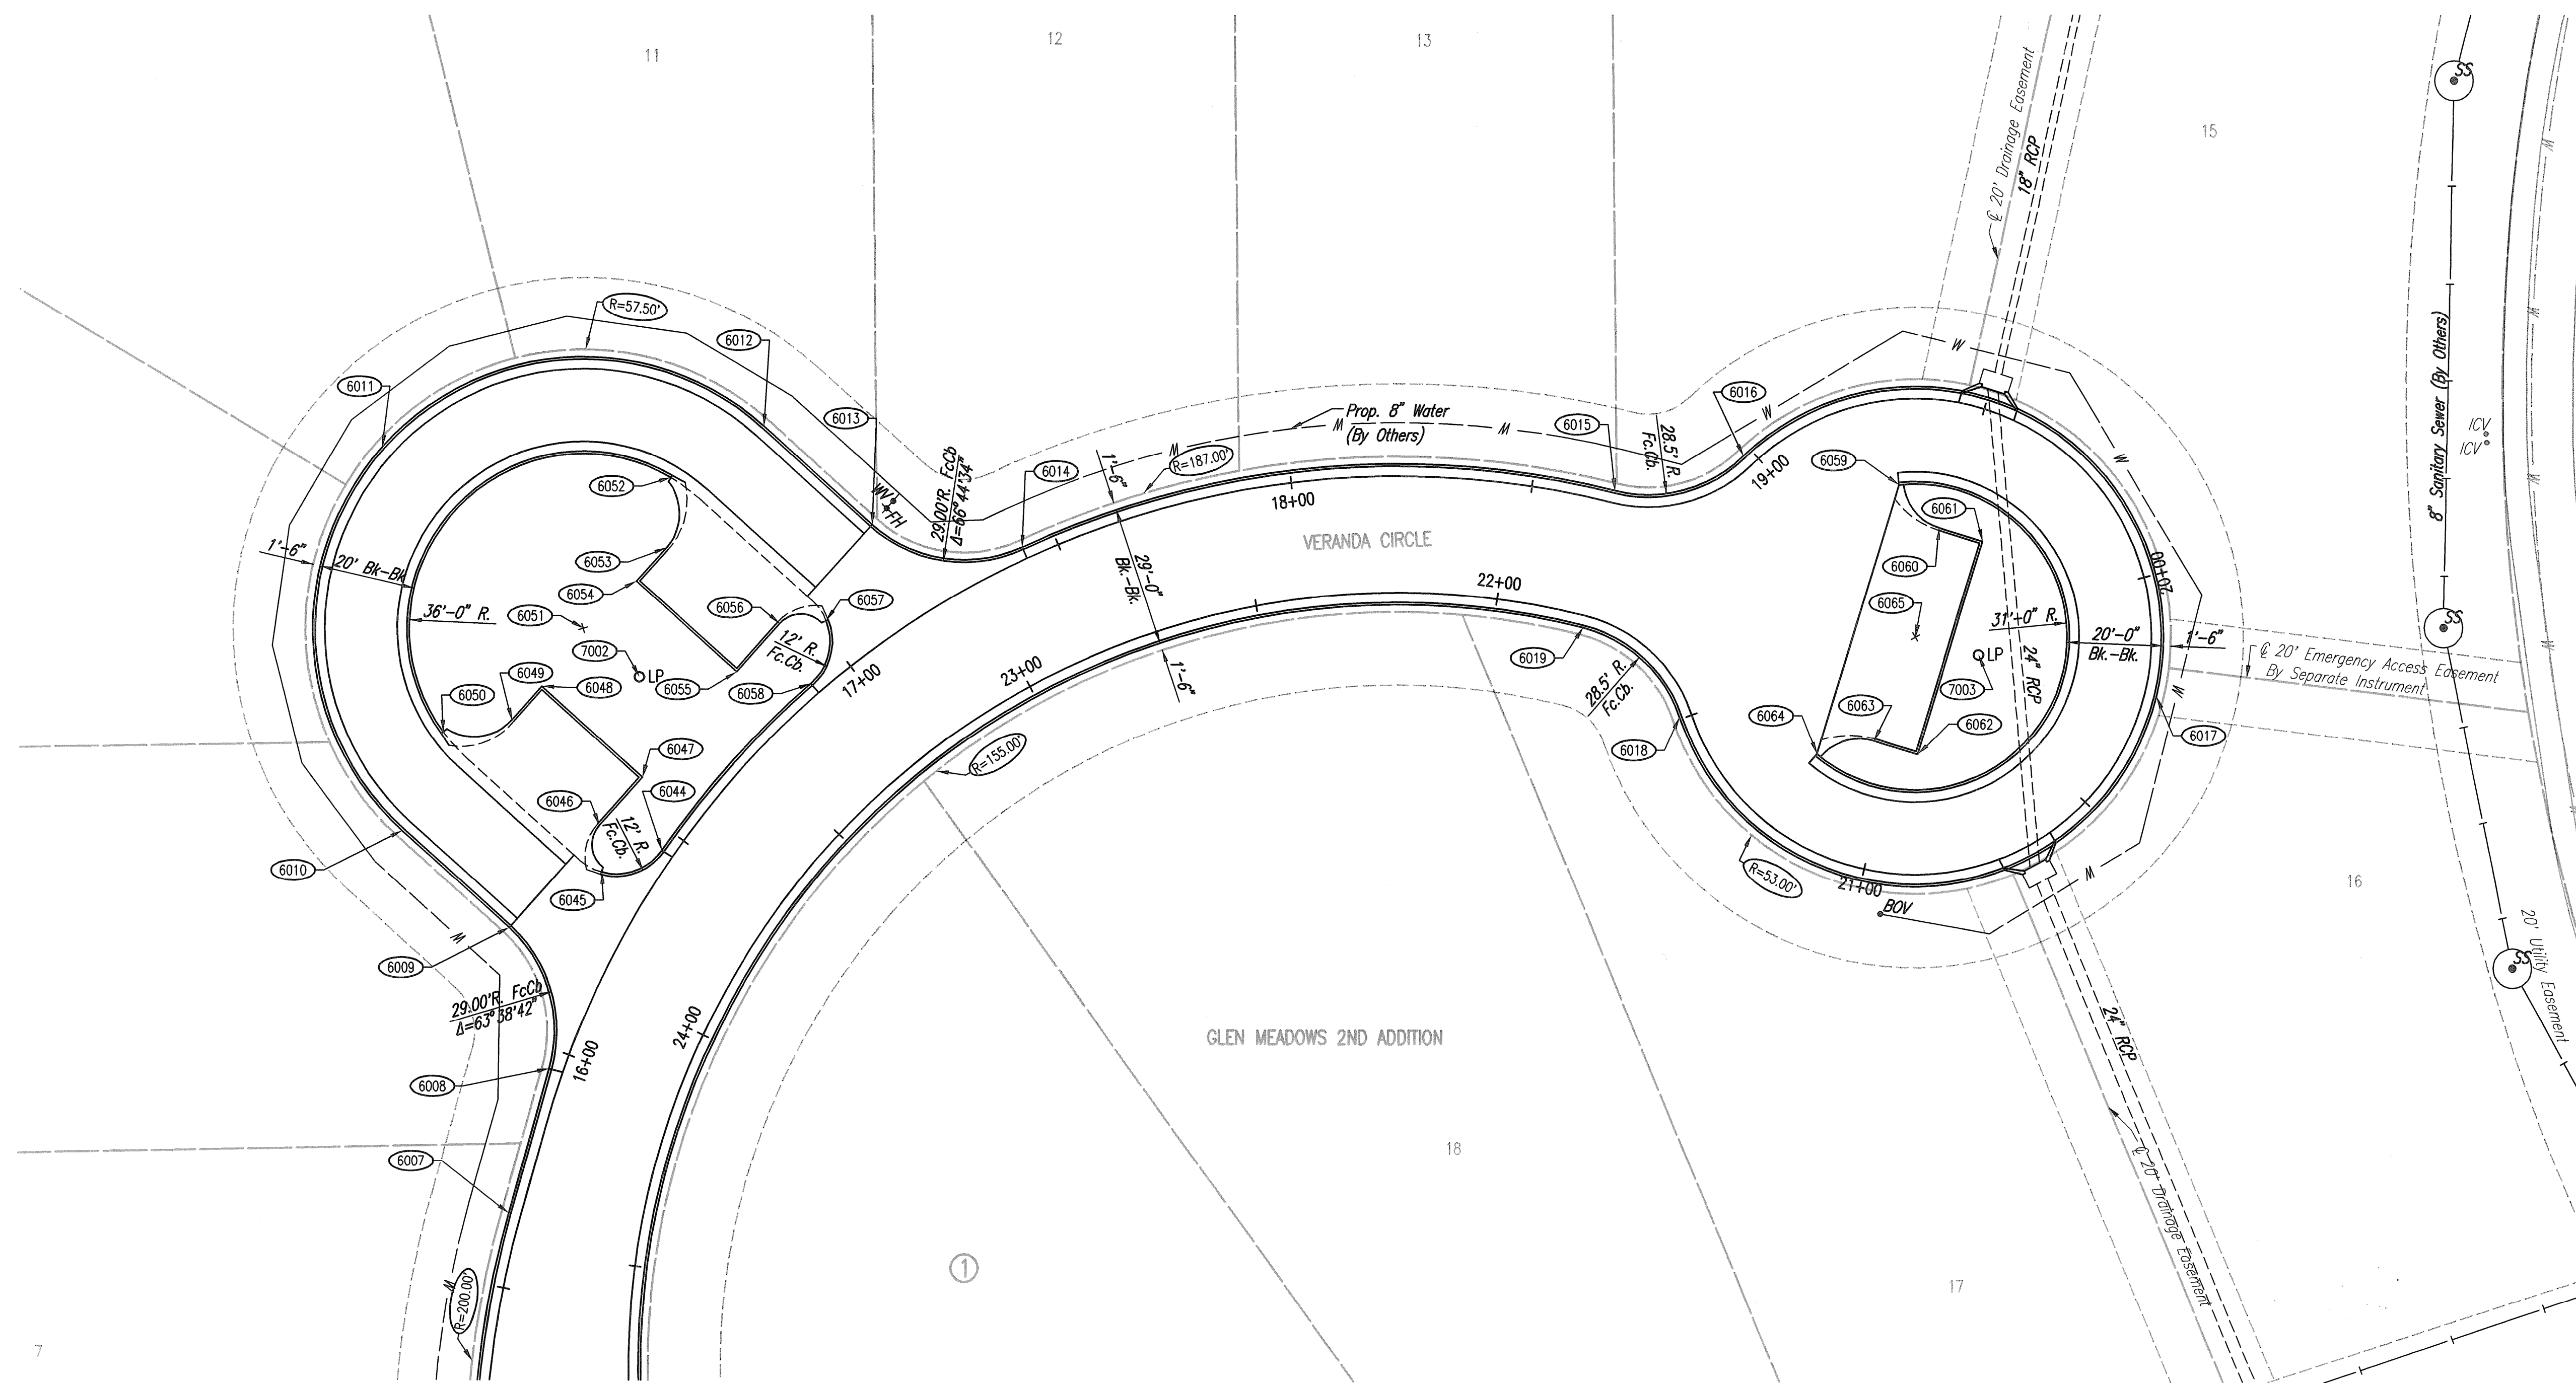 11
12
13
15
SS
℄ 20' Drainage Easement
18" RCP
8" Sanitary Sewer (By Others)
ICV
ICV
R=57.50'
6012
6011
6013
WV
FH
29.00'R. FcCb
Δ=66°44'34"
6014
1'-6"
R=187.00'
Prop. 8" Water
(By Others)
W
W
W
6015
28.5' R.
Fc.Cb.
6016
W
W
W
19+00
18+00
VERANDA CIRCLE
29'-0"
Bk.-Bk.
22+00
6059
6061
6060
6065
20+00
6052
6053
6054
6056
6057
1'-6"
20' Bk-Bk
36'-0" R.
6051
7002
LP
6055
12' R.
Fc.Cb.
6058
17+00
23+00
1'-6"
6019
28.5' R.
Fc.Cb.
31'-0" R.
LP
7003
24" RCP
20'-0"
Bk.-Bk.
1'-6"
SS
℄ 20' Emergency Access Easement
By Separate Instrument
W
6050
6049
6048
6047
6046
6044
12' R.
Fc.Cb.
6045
6064
6063
6062
6018
6017
R=155.00'
R=53.00'
21+00
BOV
W
16
6010
6009
W
29.00'R. FcCb
Δ=63°38'42"
6008
16+00
24+00
GLEN MEADOWS 2ND ADDITION
24" RCP
SS
20' Utility Easement
6007
18
℄ 20' Drainage Easement
1
17
W
R=200.00'
7
W
W
W
W